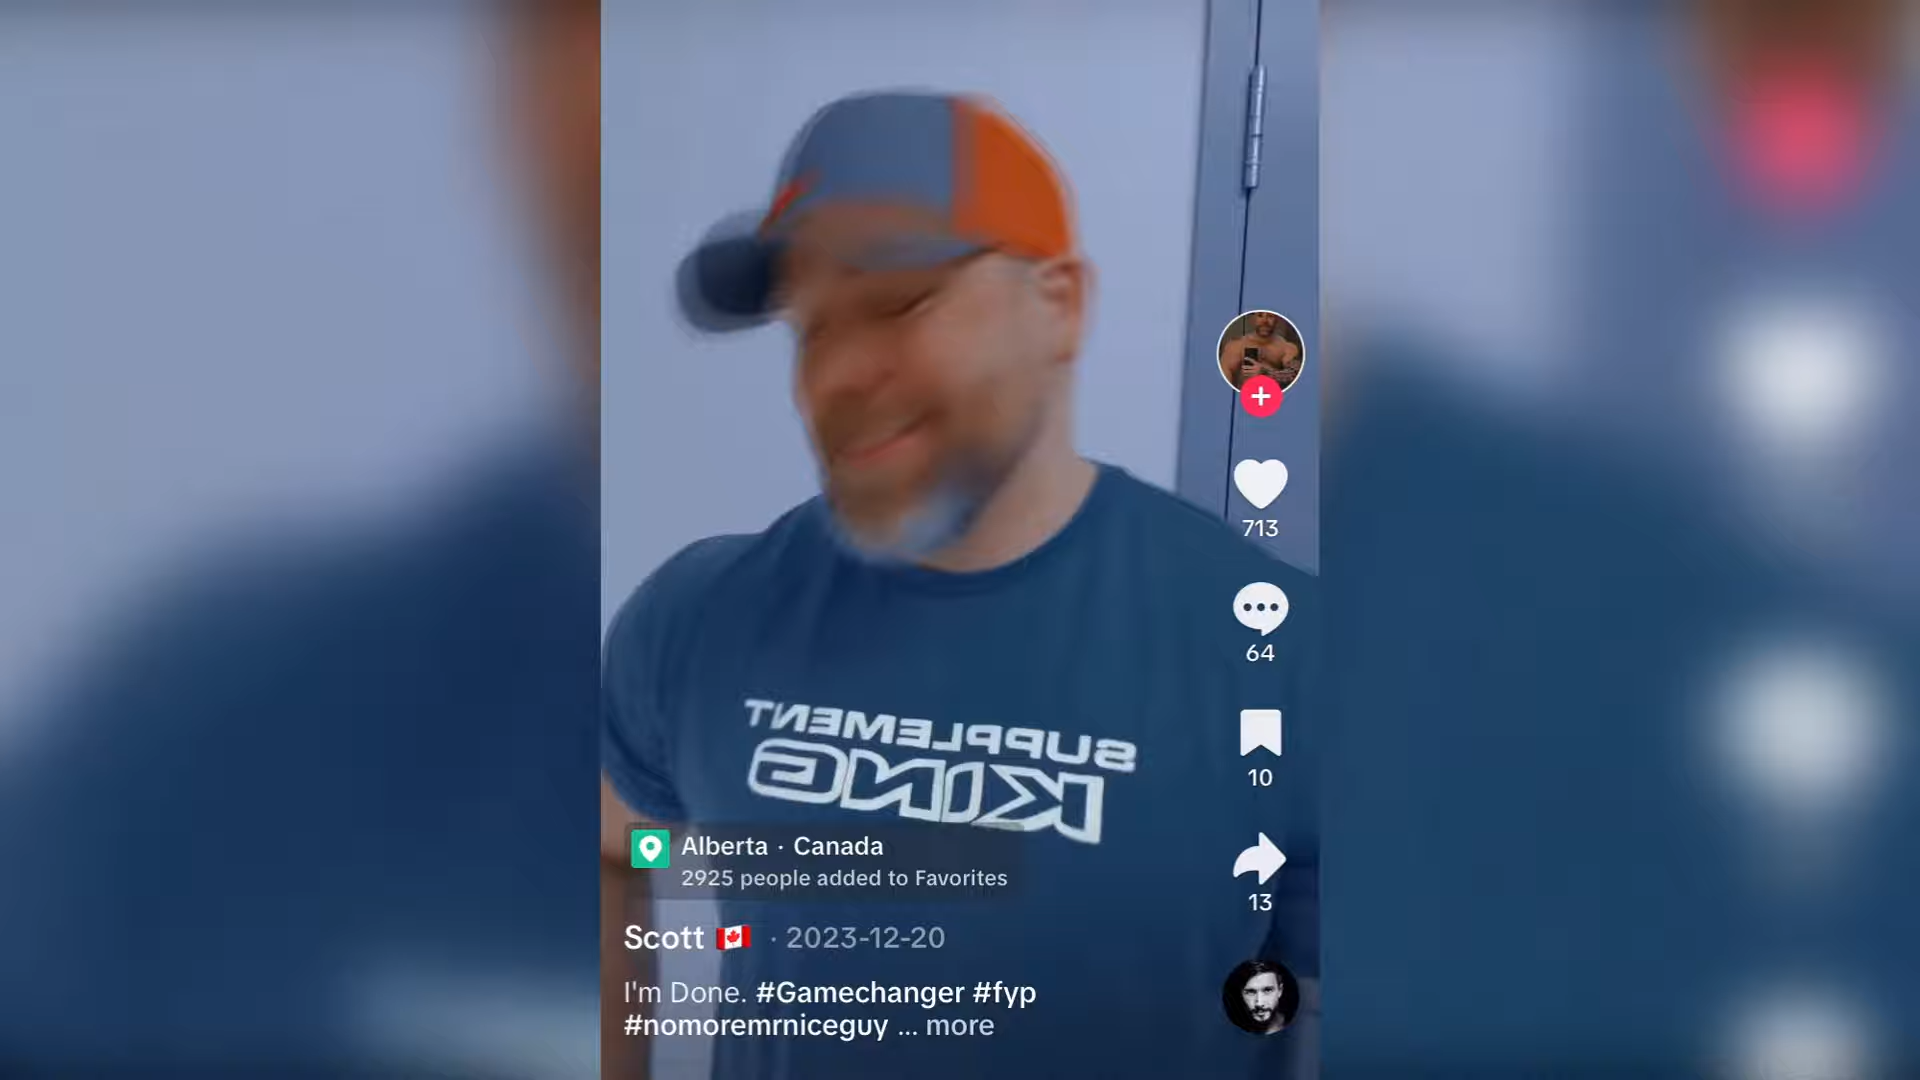 713
64
SUPPLEMENT
KING
10
Alberta · Canada
2925 people added to Favorites
13
Scott 🇨🇦 · 2023-12-20
I'm Done. #Gamechanger #fyp
#nomoremrniceguy ... more